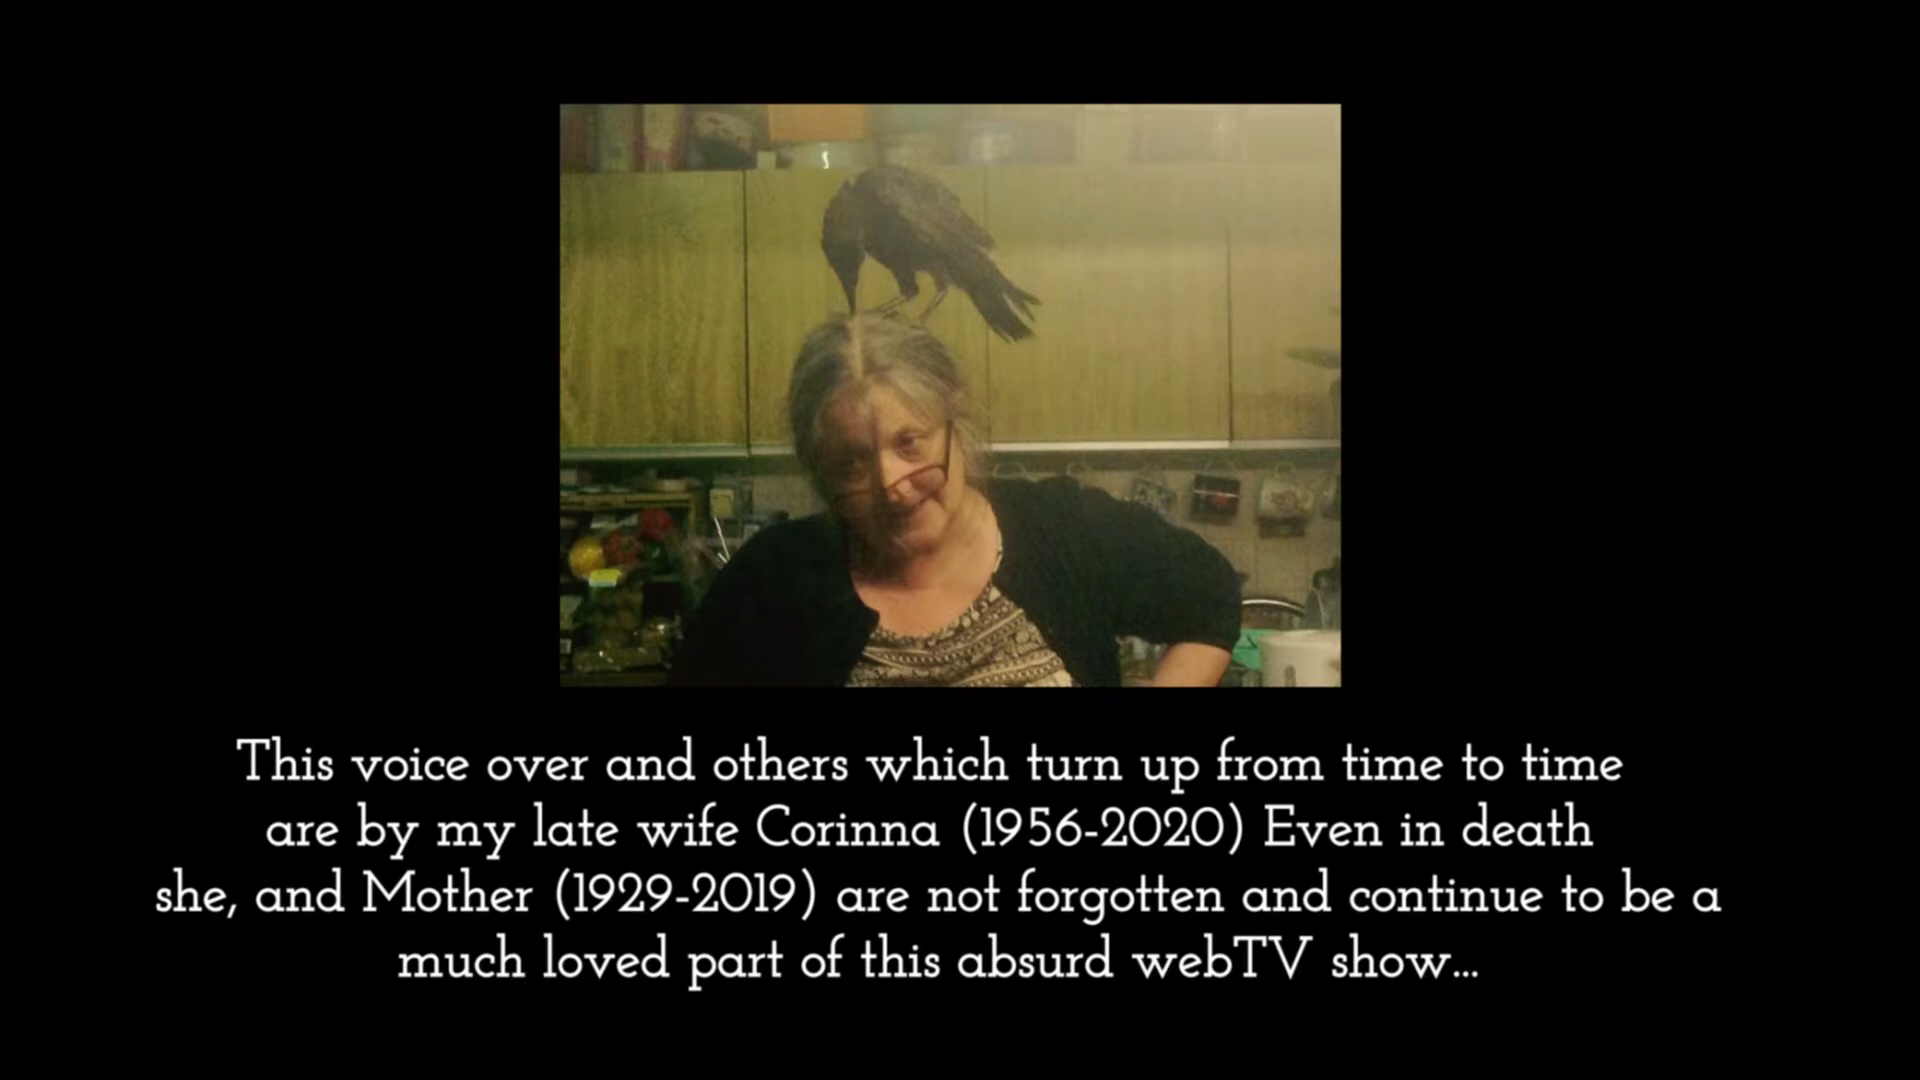 This voice over and others which turn up from time to time
are by my late wife Corinna (1956-2020) Even in death
she, and Mother (1929-2019) are not forgotten and continue to be a
much loved part of this absurd webTV show...